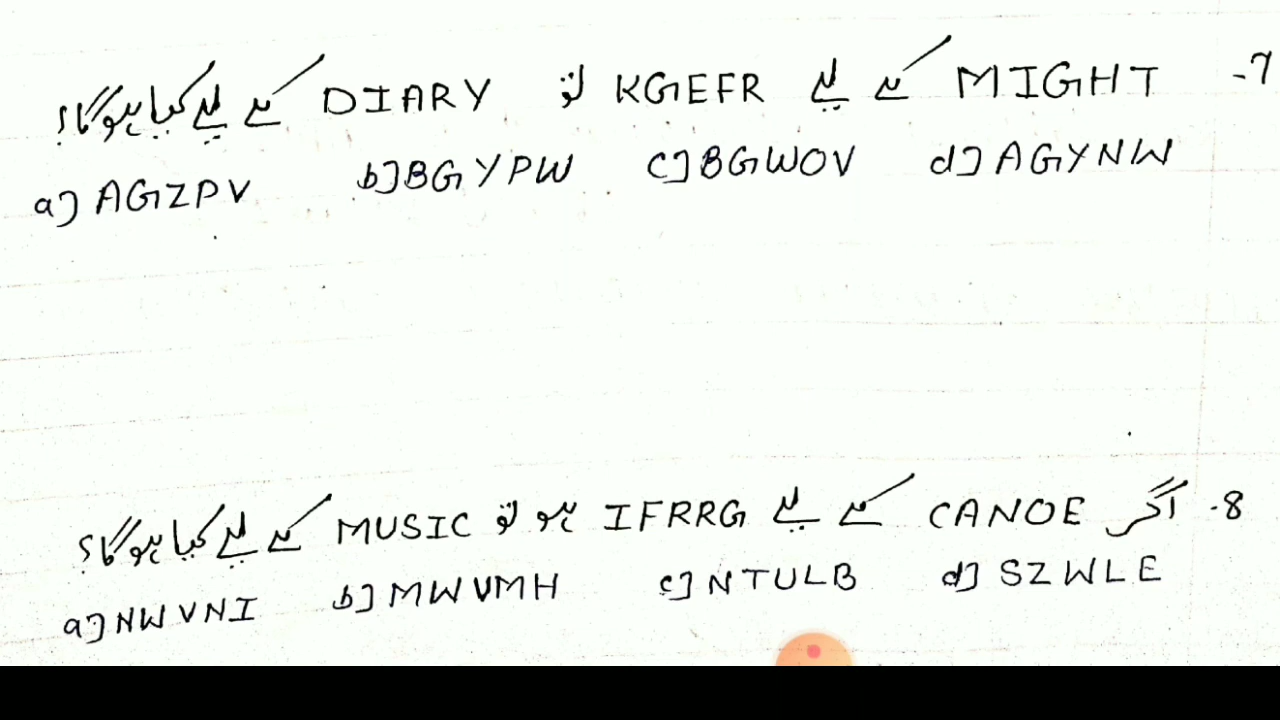 7- MIGHT کے لیے KGEFR تو DIARY کے لیے کیا ہوگا؟
a) AGZPV b) BGYPW c) BGWOV d) AGYNW
8- اگر CANOE کے لیے IFRRG ہو تو MUSIC کے لیے کیا ہوگا؟
a) NWVNI b) MWVMH c) NTULB d) SZWLE